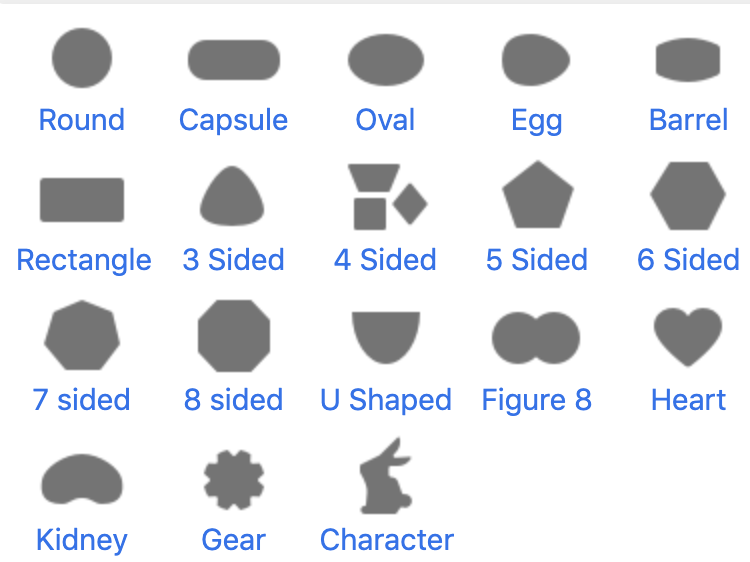 Round Capsule Oval Egg Barrel
Rectangle 3 Sided 4 Sided 5 Sided 6 Sided
7 sided 8 sided U Shaped Figure 8 Heart
Kidney Gear Character